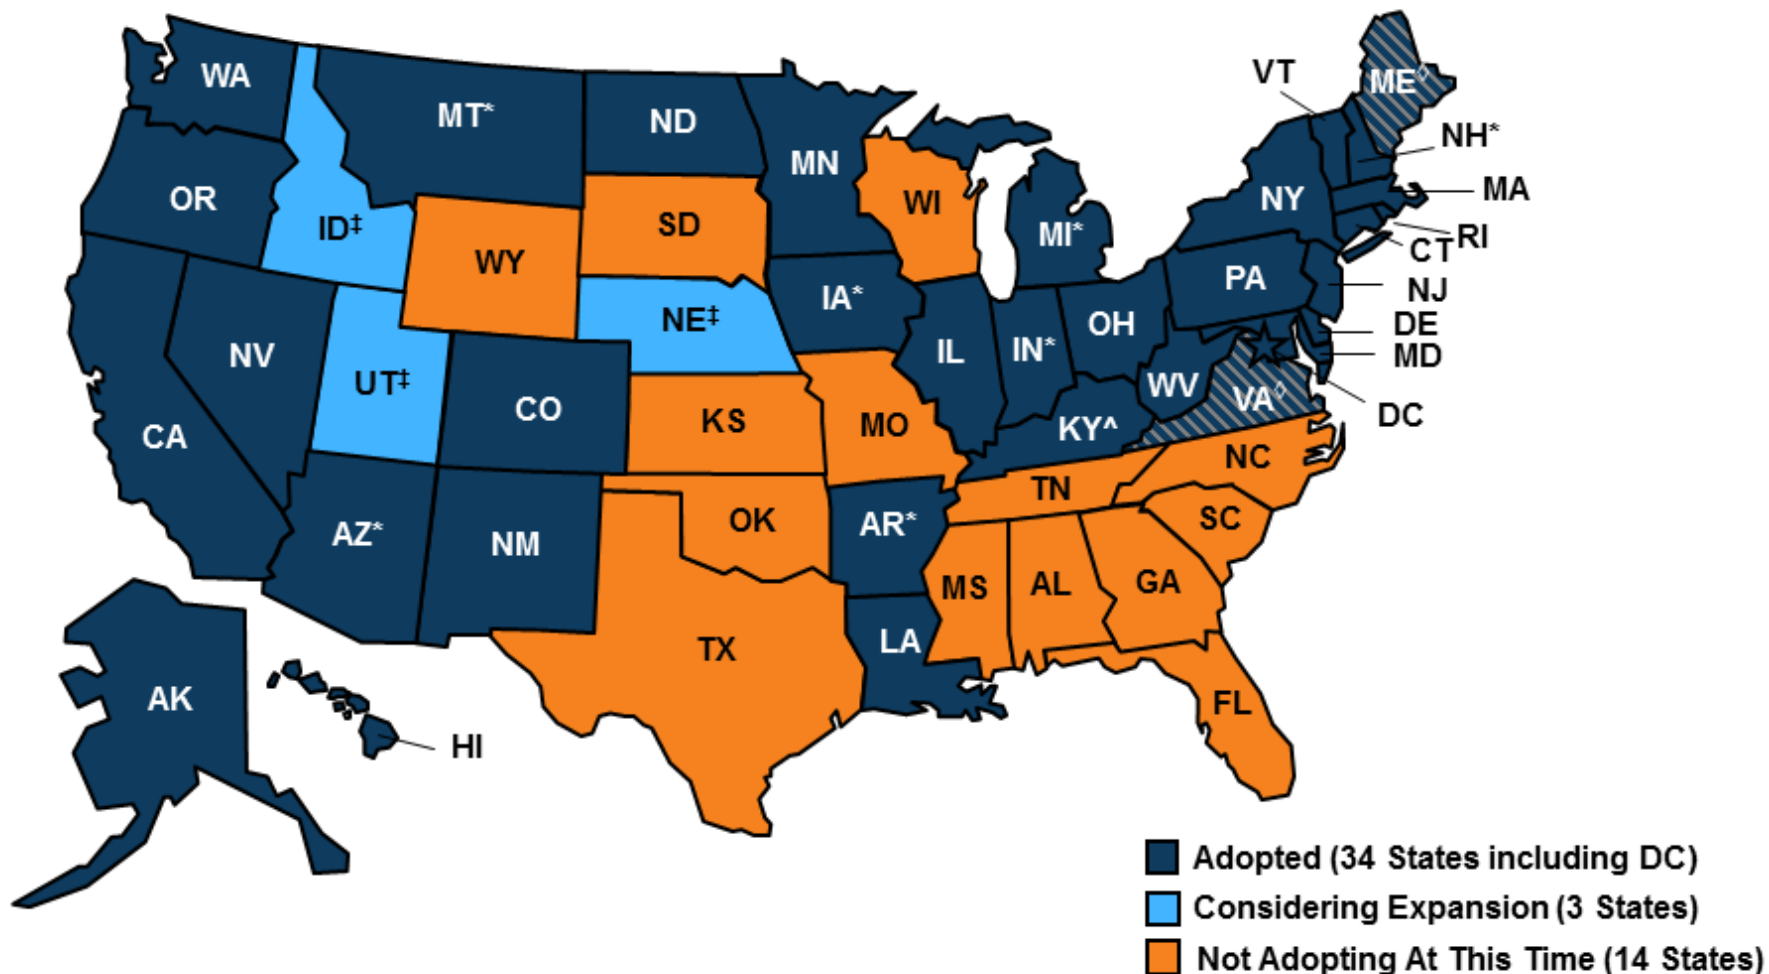 WA
MT*
ND
MN
VT
ME◊
NH*
OR
ID‡
WY
SD
WI
MI*
NY
MA
RI
CT
PA
NJ
NV
UT‡
CO
NE‡
IA*
IL
IN*
OH
WV
VA◊
DE
MD
DC
CA
KS
MO
KY^
NC
TN
SC
AZ*
NM
OK
AR*
MS
AL
GA
TX
LA
FL
AK
HI
Adopted (34 States including DC)
Considering Expansion (3 States)
Not Adopting At This Time (14 States)